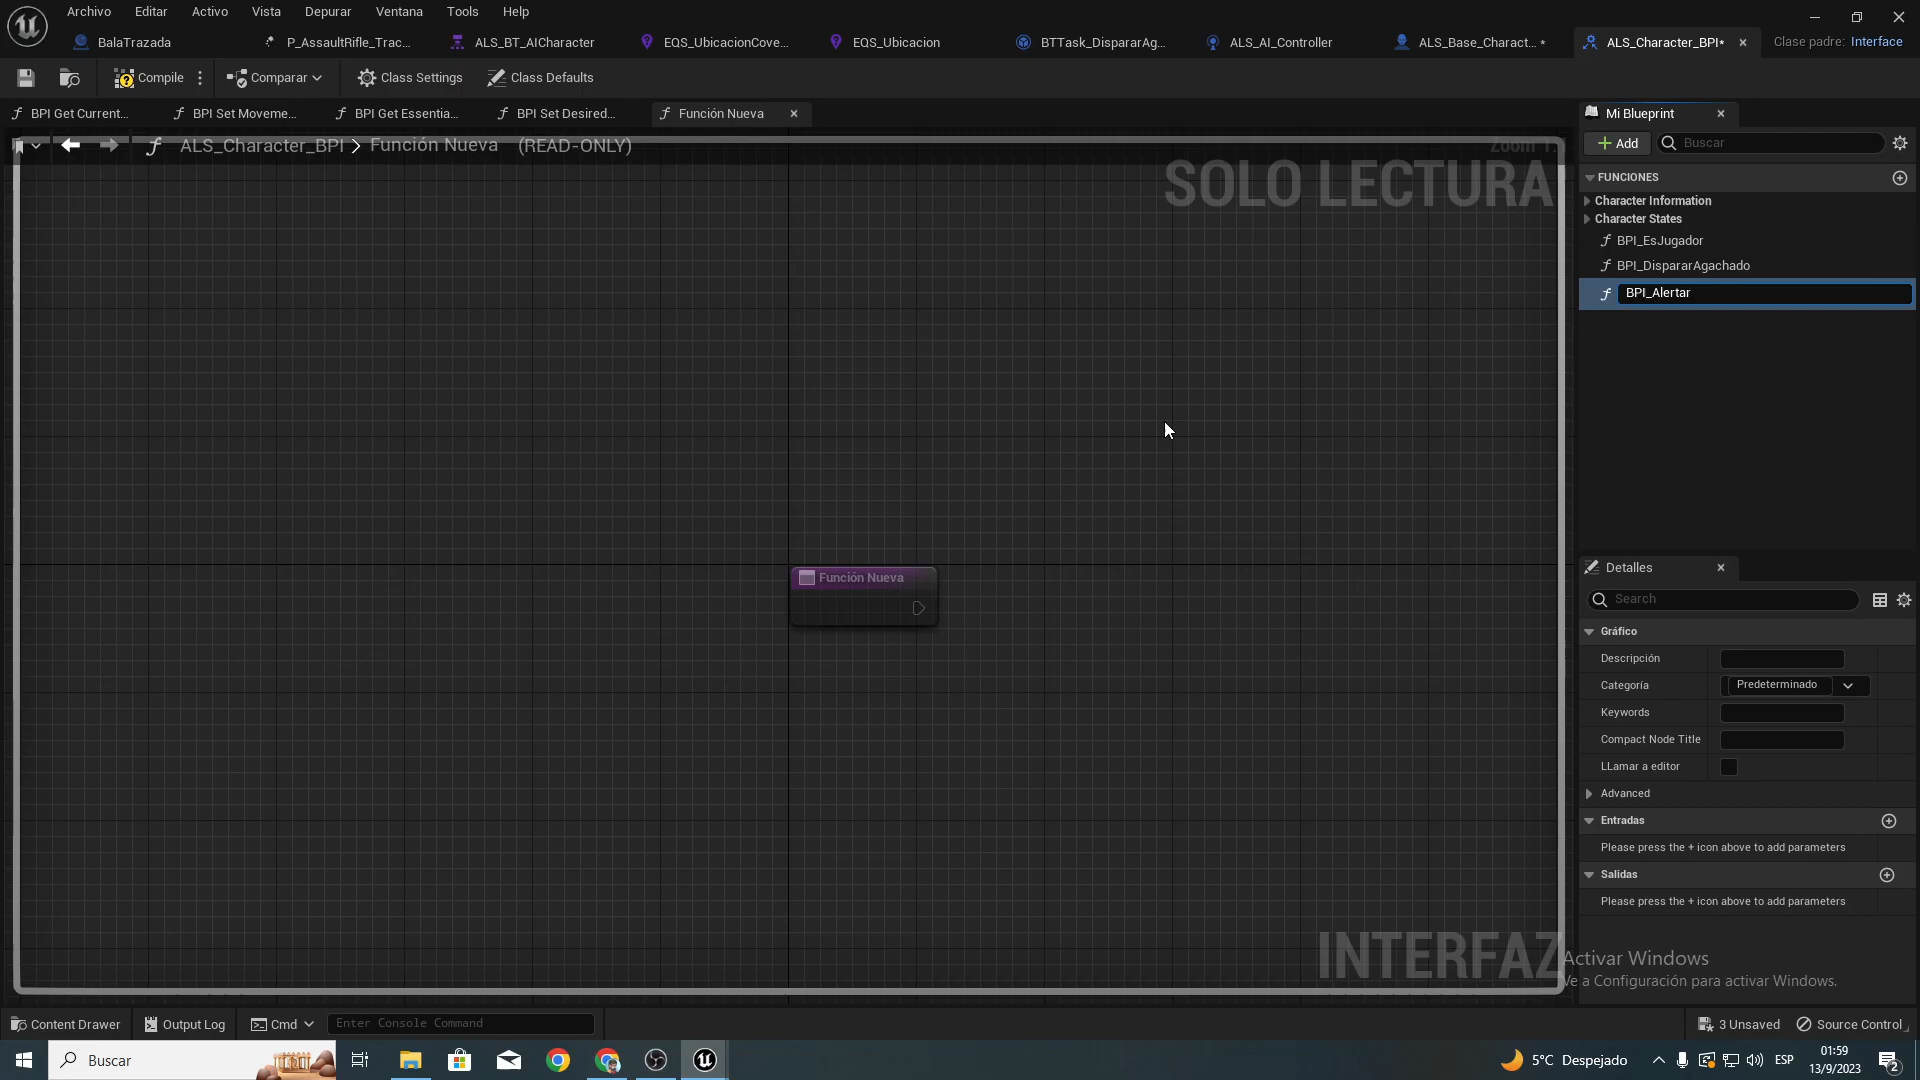 Archivo Editar Activo Vista Depurar Ventana Tools Help
BalaTrazada P_AssaultRifle_Trac... ALS_BT_AICharacter EQS_UbicacionCove... EQS_Ubicacion BTTask_DispararAg... ALS_AI_Controller ALS_Base_Charact... * ALS_Character_BPI* Clase padre: Interface
Compile Comparar Class Settings Class Defaults
BPI Get Current... BPI Set Moveme... BPI Get Essentia... BPI Set Desired... Función Nueva
ALS_Character_BPI > Función Nueva (READ-ONLY)
SOLO LECTURA
Función Nueva
INTERFAZ
Mi Blueprint
Add Buscar
FUNCIONES
Character Information
Character States
BPI_EsJugador
BPI_DispararAgachado
BPI_Alertar
Detalles
Search
Gráfico
Descripción
Categoría Predeterminado
Keywords
Compact Node Title
LLamar a editor
Advanced
Entradas
Please press the + icon above to add parameters
Salidas
Please press the + icon above to add parameters
Activar Windows
Ve a Configuración para activar Windows.
Content Drawer Output Log Cmd Enter Console Command 3 Unsaved Source Control
Buscar 5°C Despejado ESP 01:59
13/9/2023 2